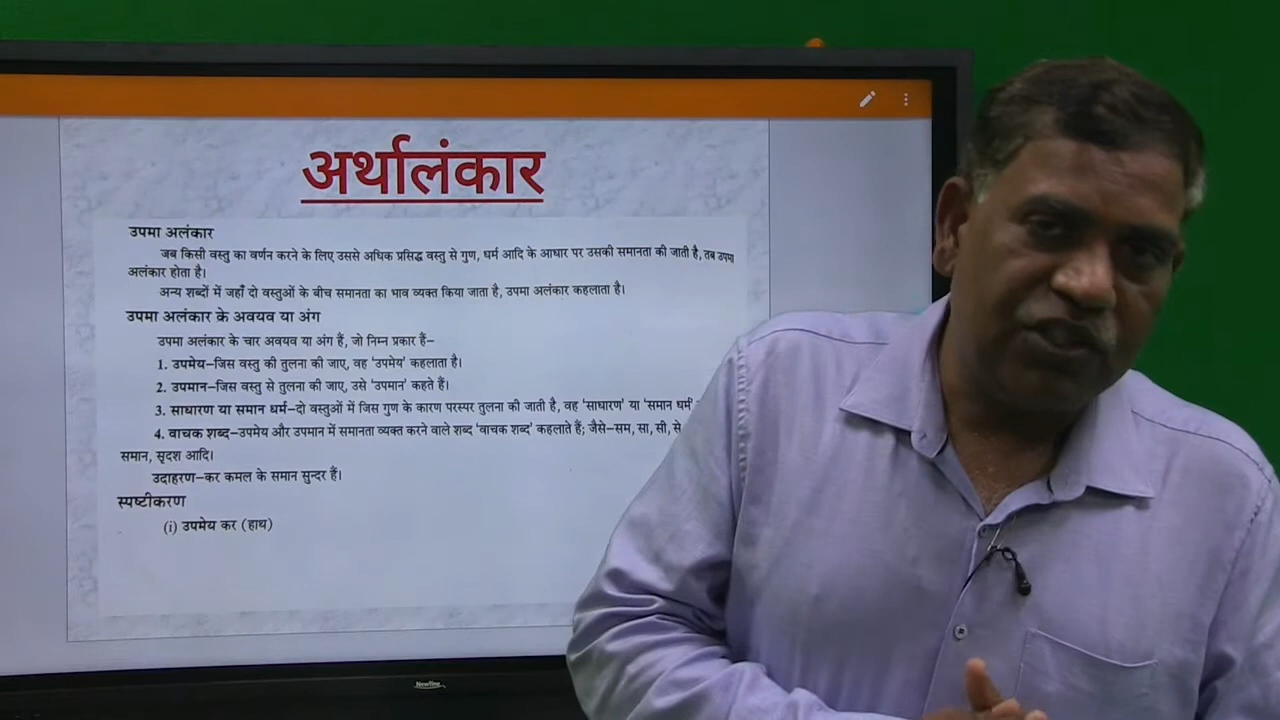 अर्थालंकार
उपमा अलंकार
जब किसी वस्तु का वर्णन करने के लिए उससे अधिक प्रसिद्ध वस्तु से गुण, धर्म आदि के आधार पर उसकी समानता की जाती है, तब उपमा
अलंकार होता है।
अन्य शब्दों में जहाँ दो वस्तुओं के बीच समानता का भाव व्यक्त किया जाता है, उपमा अलंकार कहलाता है।
उपमा अलंकार के अवयव या अंग
उपमा अलंकार के चार अवयव या अंग हैं, जो निम्न प्रकार हैं–
1. उपमेय–जिस वस्तु की तुलना की जाए, वह ‘उपमेय’ कहलाता है।
2. उपमान–जिस वस्तु से तुलना की जाए, उसे ‘उपमान’ कहते हैं।
3. साधारण या समान धर्म–दो वस्तुओं में जिस गुण के कारण परस्पर तुलना की जाती है, वह ‘साधारण’ या ‘समान धर्म’
4. वाचक शब्द–उपमेय और उपमान में समानता व्यक्त करने वाले शब्द ‘वाचक शब्द’ कहलाते हैं; जैसे–सम, सा, सी, से
समान, सृदश आदि।
उदाहरण–कर कमल के समान सुन्दर हैं।
स्पष्टीकरण
(i) उपमेय कर (हाथ)
Newline